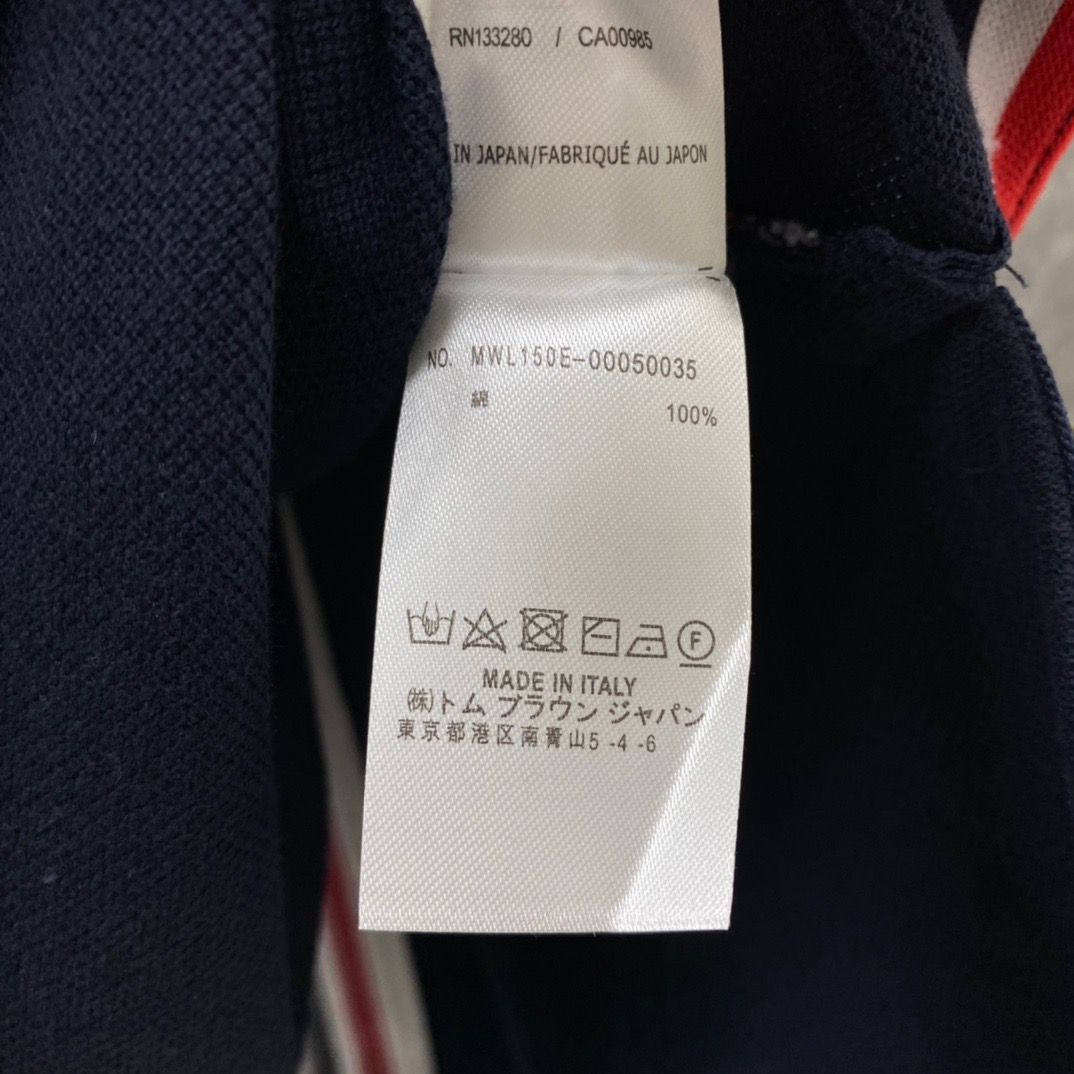 RN133280 / CA00985
IN JAPAN/FABRIQUÉ AU JAPON
NO. MWL150E-00050035
綿 100%
F
MADE IN ITALY
㈱トム ブラウン ジャパン
東京都港区南青山5-4-6